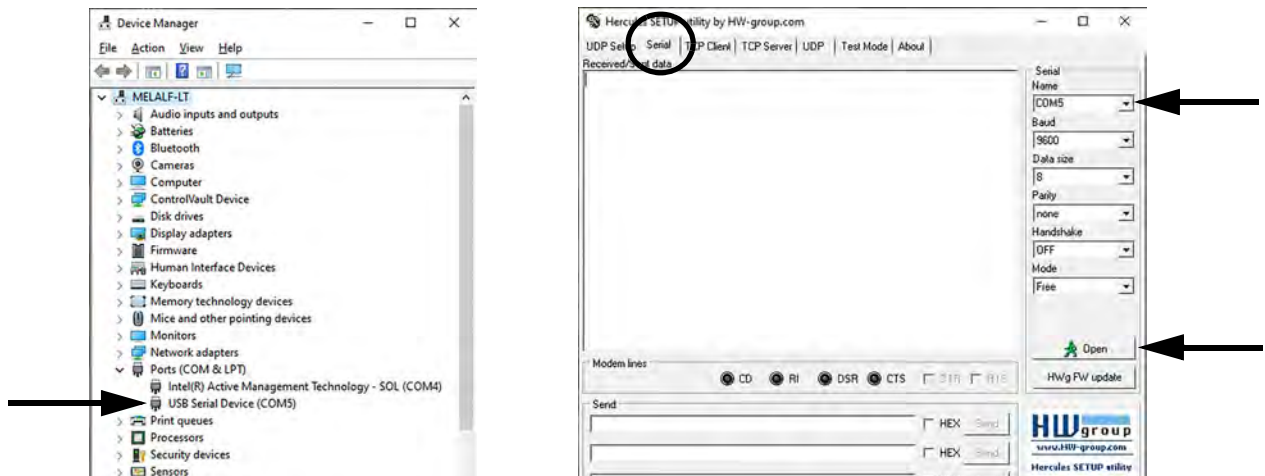 Device Manager
File Action View Help
MELALF-LT
Audio inputs and outputs
Batteries
Bluetooth
Cameras
Computer
ControlVault Device
Disk drives
Display adapters
Firmware
Human Interface Devices
Keyboards
Memory technology devices
Mice and other pointing devices
Monitors
Network adapters
Ports (COM & LPT)
Intel(R) Active Management Technology - SOL (COM4)
USB Serial Device (COM5)
Print queues
Processors
Security devices
Sensors
Hercules SETUP utility by HW-group.com
UDP Setup Serial TCP Client TCP Server UDP Test Mode About
Received/Sent data
Serial
Name
COM5
Baud
9600
Data size
8
Parity
none
Handshake
OFF
Mode
Free
Open
HWg FW update
Modem lines
CD RI DSR CTS DTR RTS
Send
HEX Send
HEX Send
HWgroup
www.HW-group.com
Hercules SETUP utility